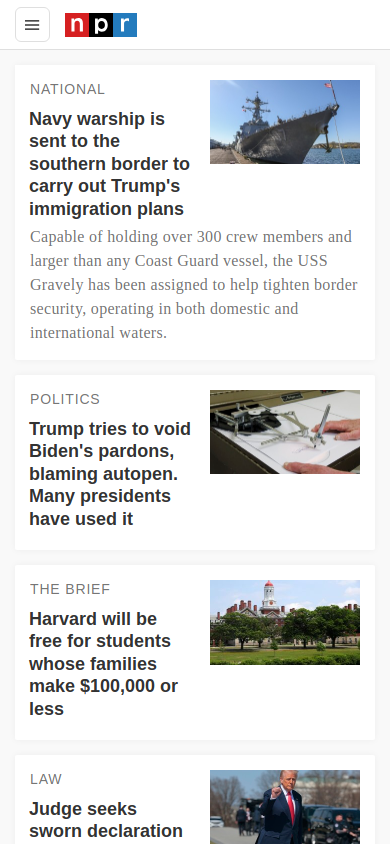 npr
NATIONAL
Navy warship is
sent to the
southern border to
carry out Trump's
immigration plans
Capable of holding over 300 crew members and
larger than any Coast Guard vessel, the USS
Gravely has been assigned to help tighten border
security, operating in both domestic and
international waters.
POLITICS
Trump tries to void
Biden's pardons,
blaming autopen.
Many presidents
have used it
THE BRIEF
Harvard will be
free for students
whose families
make $100,000 or
less
LAW
Judge seeks
sworn declaration